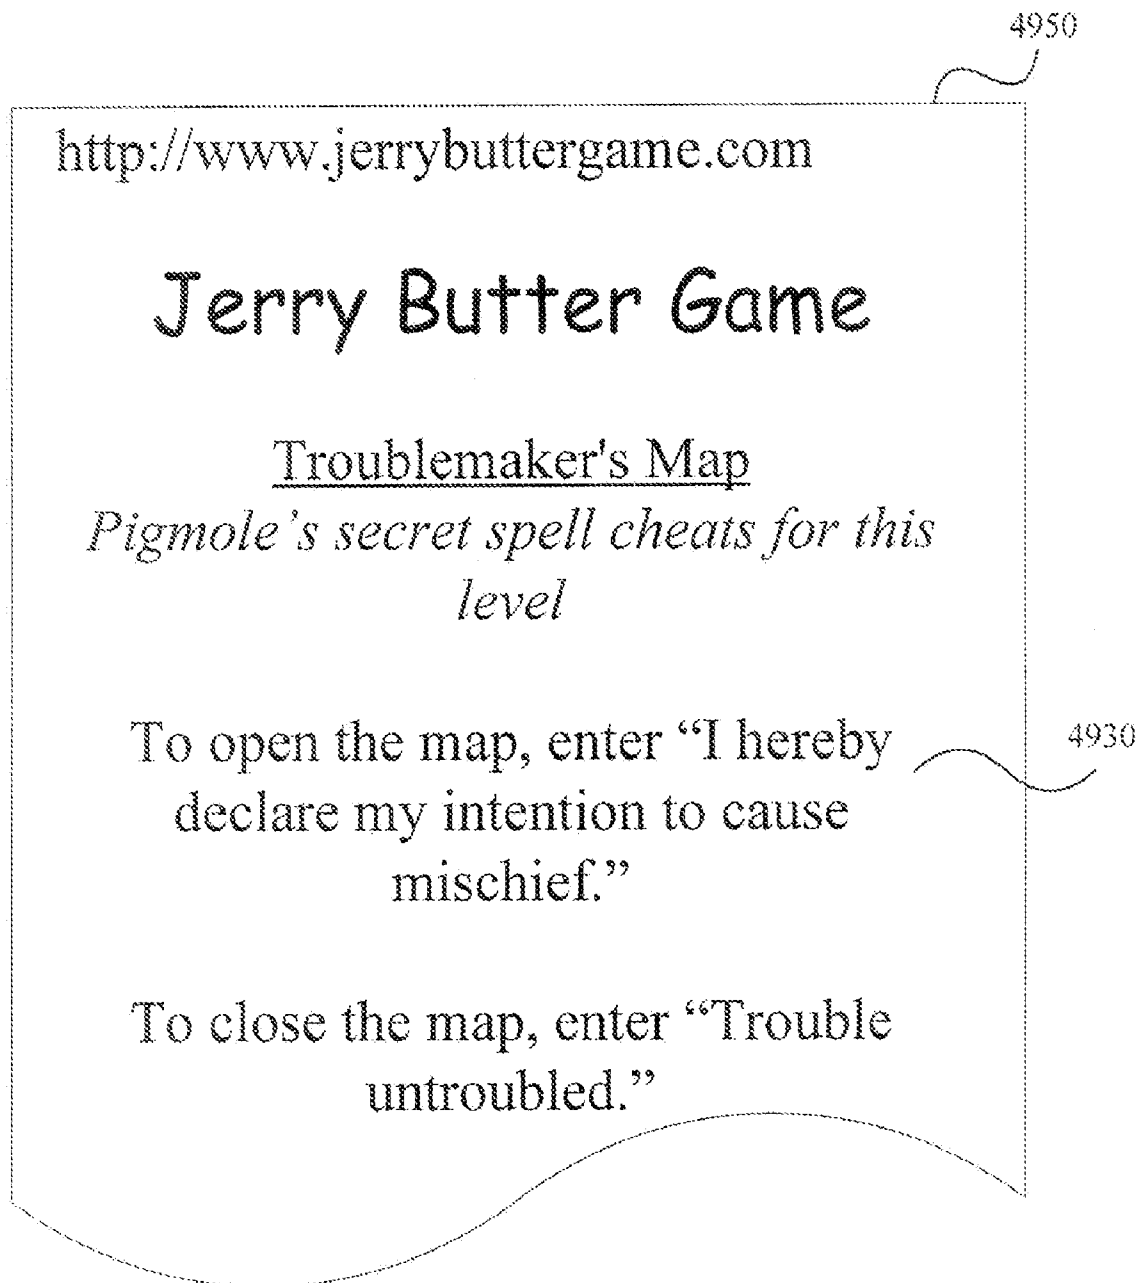 4950
http://www.jerrybuttergame.com
Jerry Butter Game
Troublemaker's Map
Pigmole’s secret spell cheats for this
level
To open the map, enter “I hereby
4930
declare my intention to cause
mischief.”
To close the map, enter “Trouble
untroubled.”